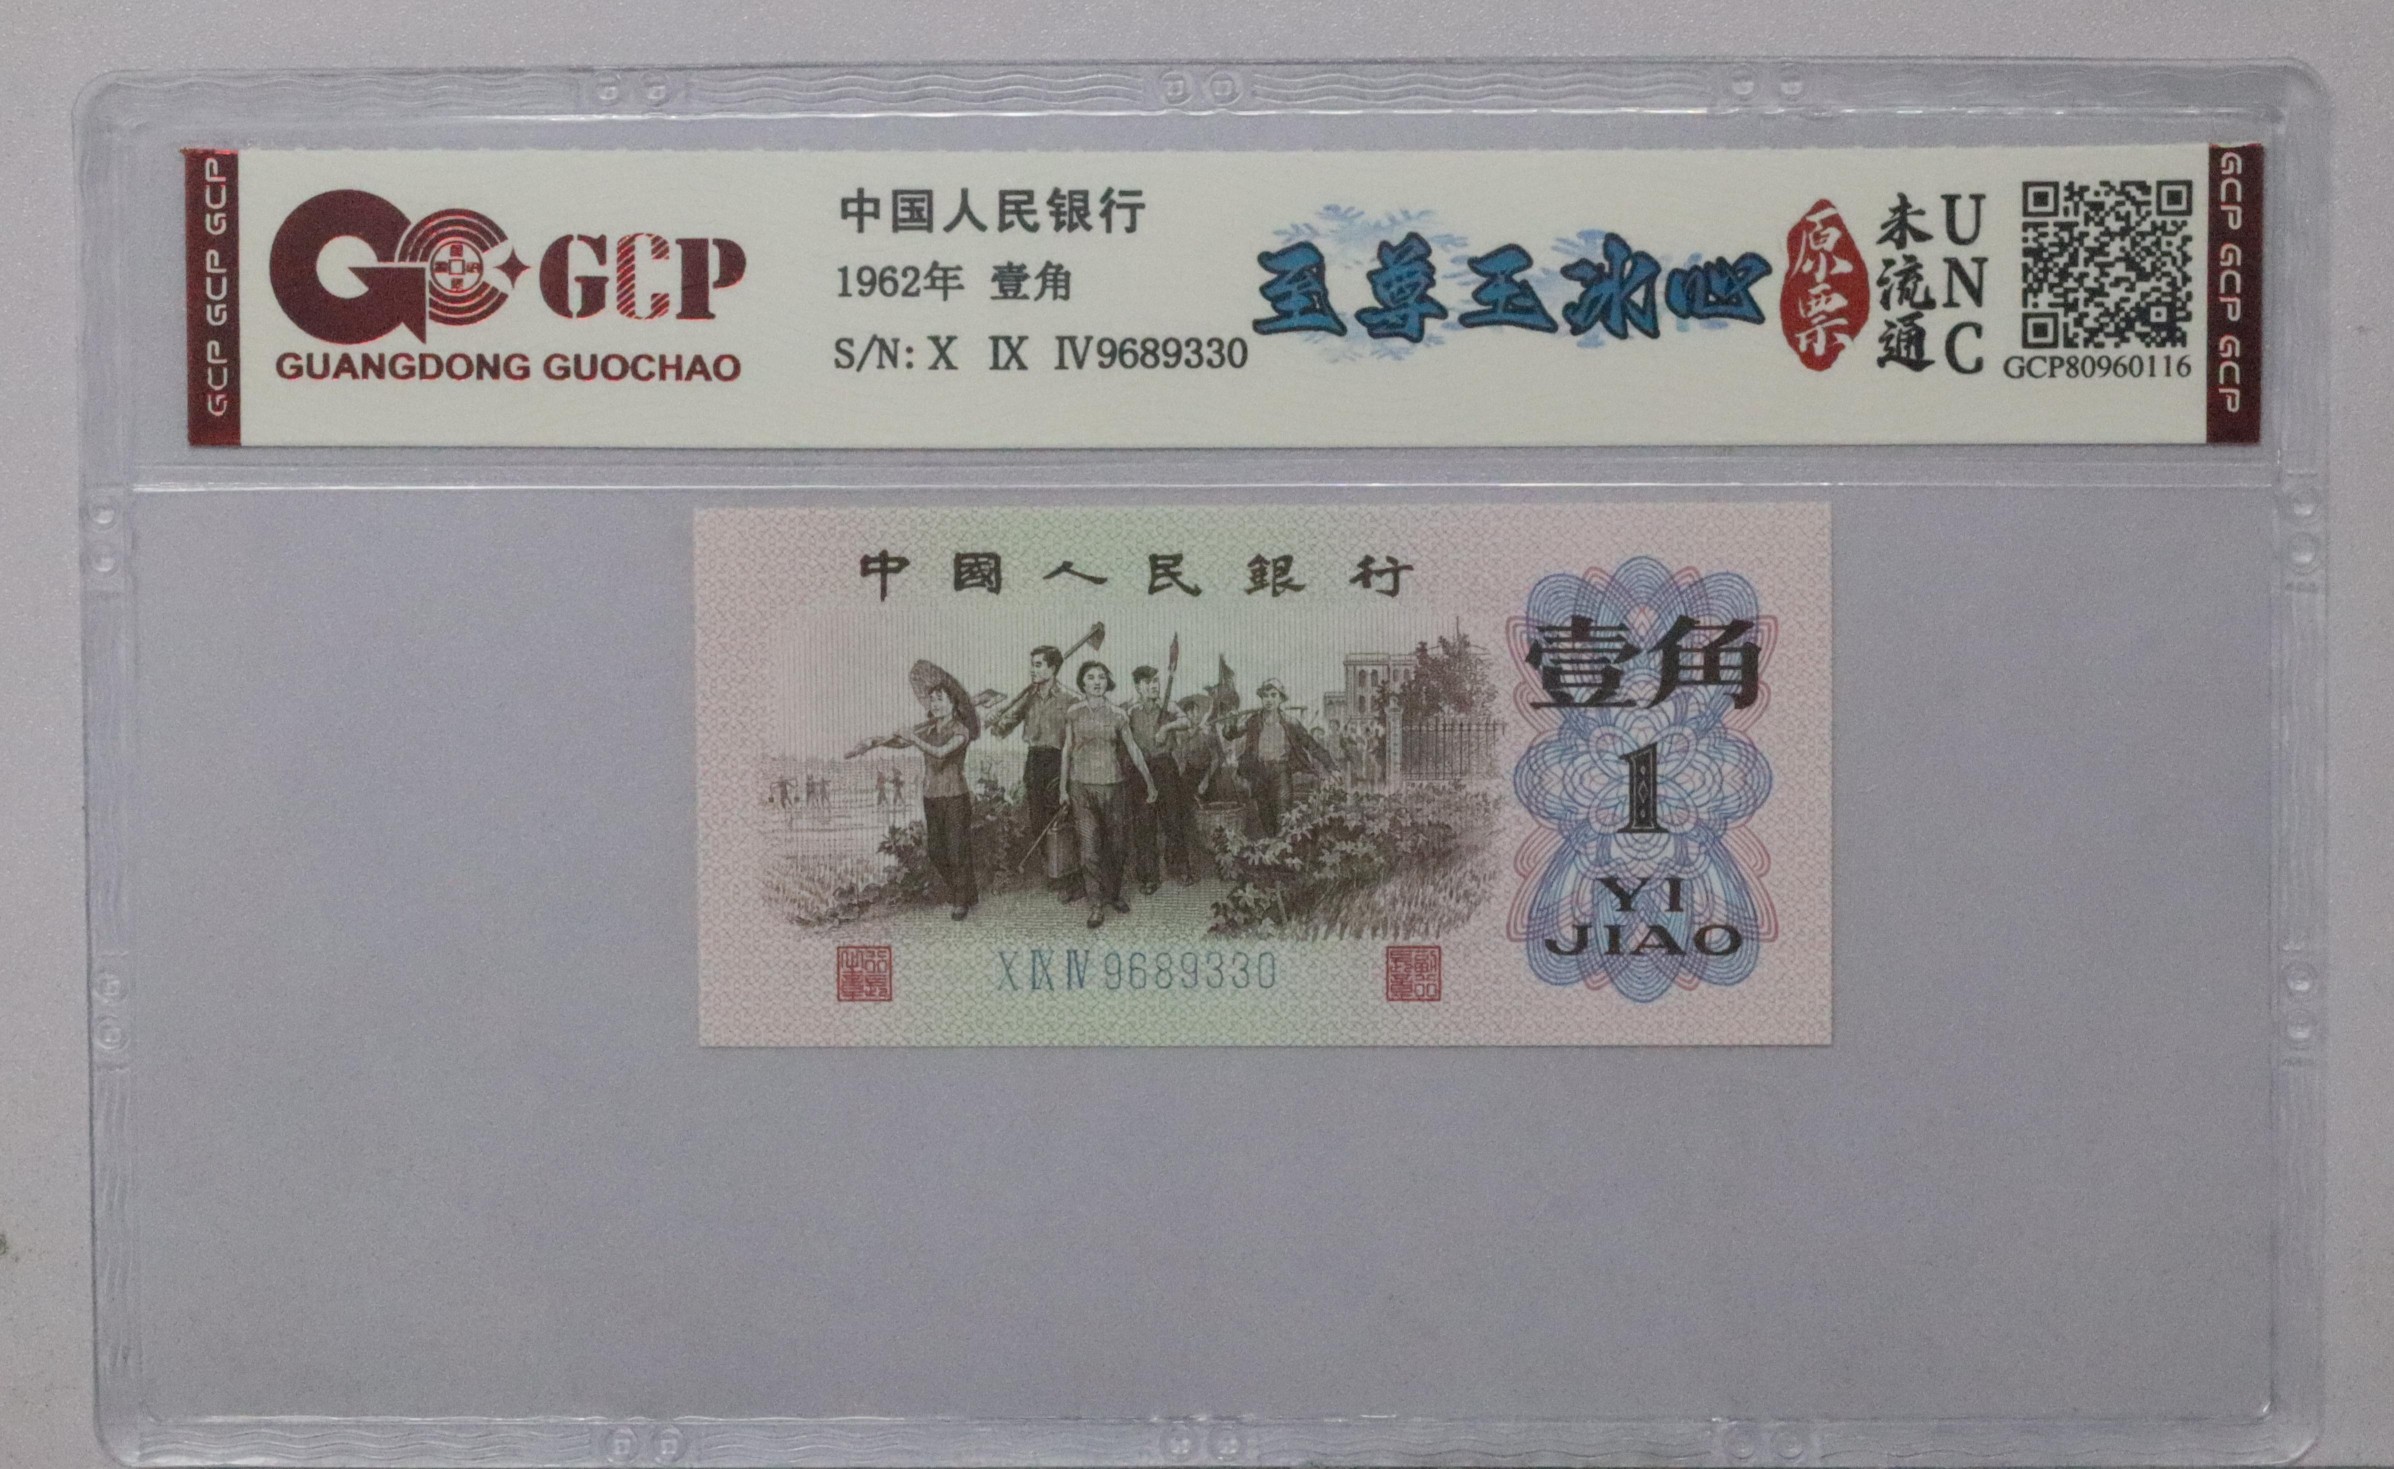 GCP GCP GCP
GCP
GUANGDONG GUOCHAO
中国人民银行
1962年 壹角
S/N: X IX IV9689330
至尊玉冰心
原票
未流通
UNC
GCP80960116
GCP GCP GCP
中國人民銀行
壹角
1
YI
JIAO
X IX IV 9689330